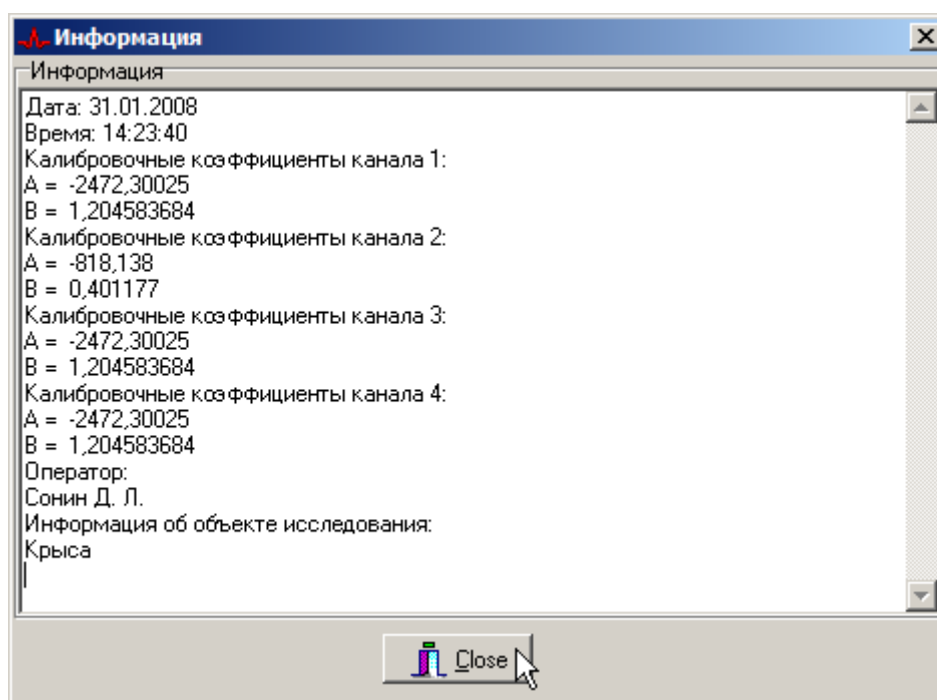 Информация
Информация
Дата: 31.01.2008
Время: 14:23:40
Калибровочные коэффициенты канала 1:
A = -2472,30025
B = 1,204583684
Калибровочные коэффициенты канала 2:
A = -818,138
B = 0,401177
Калибровочные коэффициенты канала 3:
A = -2472,30025
B = 1,204583684
Калибровочные коэффициенты канала 4:
A = -2472,30025
B = 1,204583684
Оператор:
Сонин Д. Л.
Информация об объекте исследования:
Крыса
Close